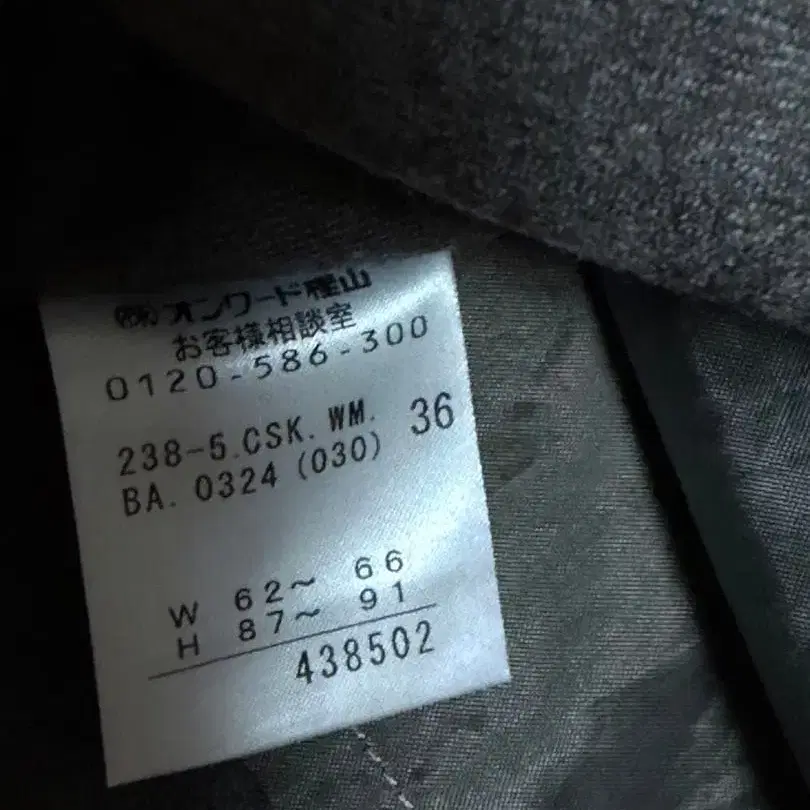 ㈱オンワード樫山
お客様相談室
0120-586-300
238-5.CSK.WM. 36
BA. 0324 (030)
W 62~ 66
H 87~ 91
438502